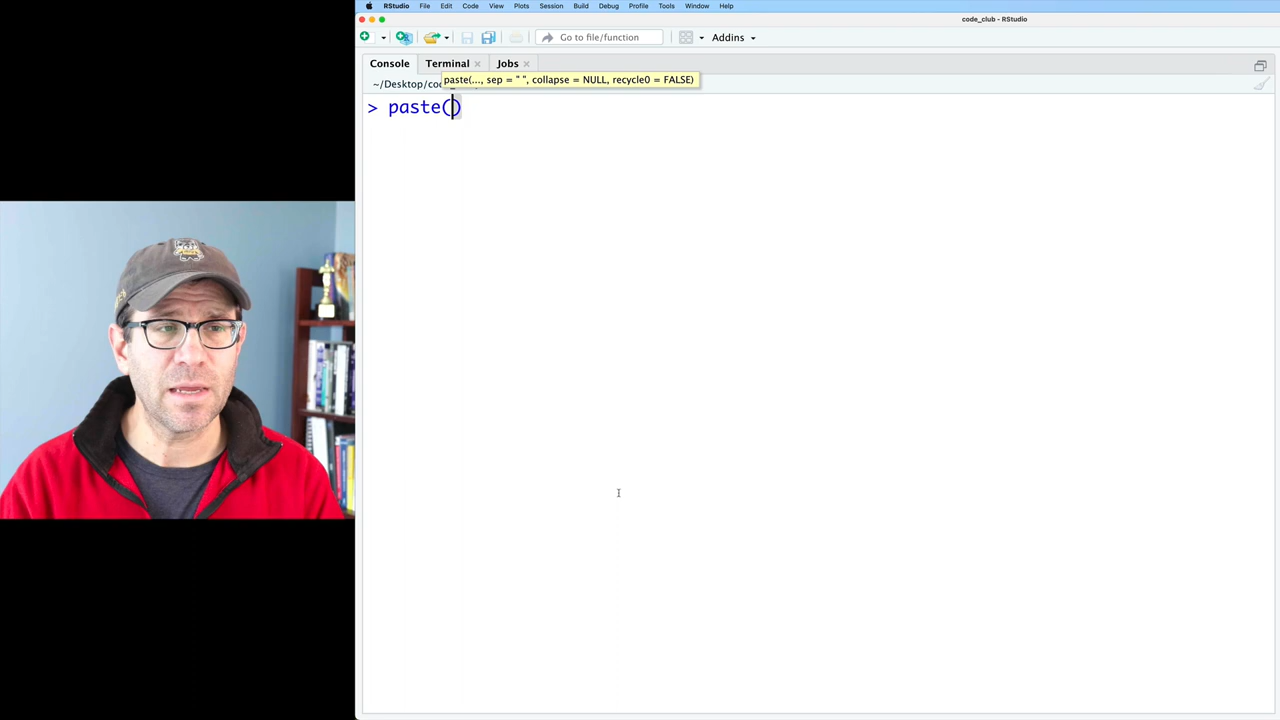 RStudio File Edit Code View Plots Session Build Debug Profile Tools Window Help
code_club - RStudio
Go to file/function Addins
Console Terminal Jobs
paste(..., sep = " ", collapse = NULL, recycle0 = FALSE)
~/Desktop/co
> paste()